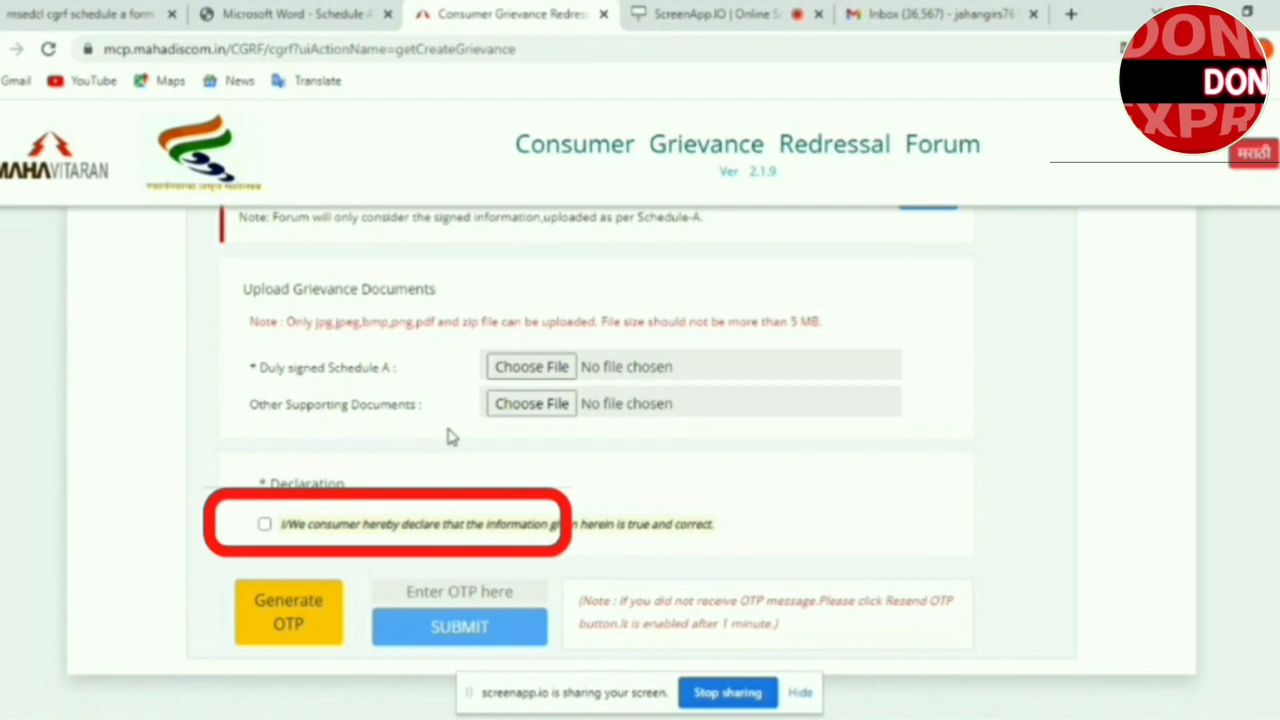 msedcl cgrf schedule a form
Microsoft Word - Schedule A
Consumer Grievance Redres
ScreenApp.IO | Online S
Inbox (36,567) - jahangirs76
mcp.mahadiscom.in/CGRF/cgrf?uiActionName=getCreateGrievance
Gmail
YouTube
Maps
News
Translate
DON
DON
EXPR
MAHAVITARAN
Consumer Grievance Redressal Forum
Ver 2.1.9
मराठी
Note: Forum will only consider the signed information,uploaded as per Schedule-A.
Upload Grievance Documents
Note : Only jpg,jpeg,bmp,png,pdf and zip file can be uploaded. File size should not be more than 5 MB.
* Duly signed Schedule A :
Choose File No file chosen
Other Supporting Documents :
Choose File No file chosen
* Declaration
I/We consumer hereby declare that the information g n herein is true and correct.
Generate
OTP
Enter OTP here
SUBMIT
(Note : If you did not receive OTP message.Please click Resend OTP
button.It is enabled after 1 minute.)
screenapp.io is sharing your screen.
Stop sharing
Hide